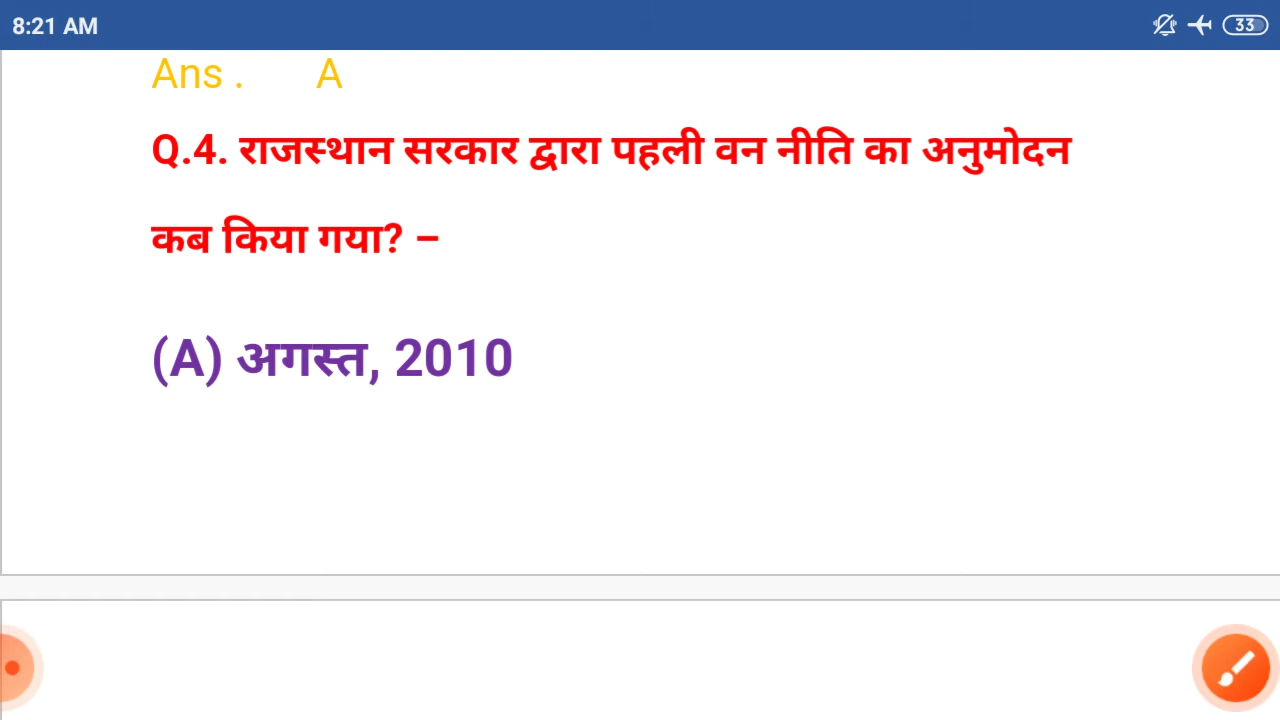 8:21 AM 33
Ans . A
Q.4. राजस्थान सरकार द्वारा पहली वन नीति का अनुमोदन
कब किया गया? –
(A) अगस्त, 2010